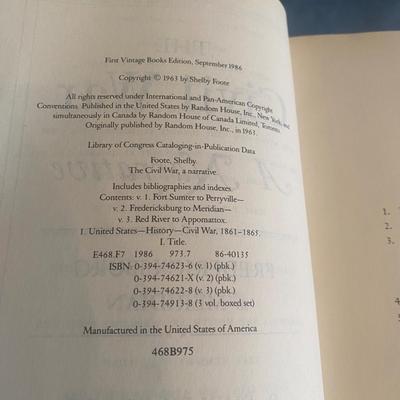 First Vintage Books Edition, September 1986
Copyright © 1963 by Shelby Foote
All rights reserved under International and Pan-American Copyright
Conventions. Published in the United States by Random House, Inc., New York, and
simultaneously in Canada by Random House of Canada Limited, Toronto.
Originally published by Random House, Inc., in 1963.
Library of Congress Cataloging-in-Publication Data
Foote, Shelby.
The Civil War, a narrative.
Includes bibliographies and indexes.
Contents: v. 1. Fort Sumter to Perryville—
v. 2. Fredericksburg to Meridian—
v. 3. Red River to Appomattox.
1. United States—History—Civil War, 1861-1865.
I. Title.
E468.F7 1986 973.7 86-40135
ISBN: 0-394-74623-6 (v. 1) (pbk.)
0-394-74621-X (v. 2) (pbk.)
0-394-74622-8 (v. 3) (pbk.)
0-394-74913-8 (3 vol. boxed set)
Manufactured in the United States of America
468B975
1.
2.
3.
4